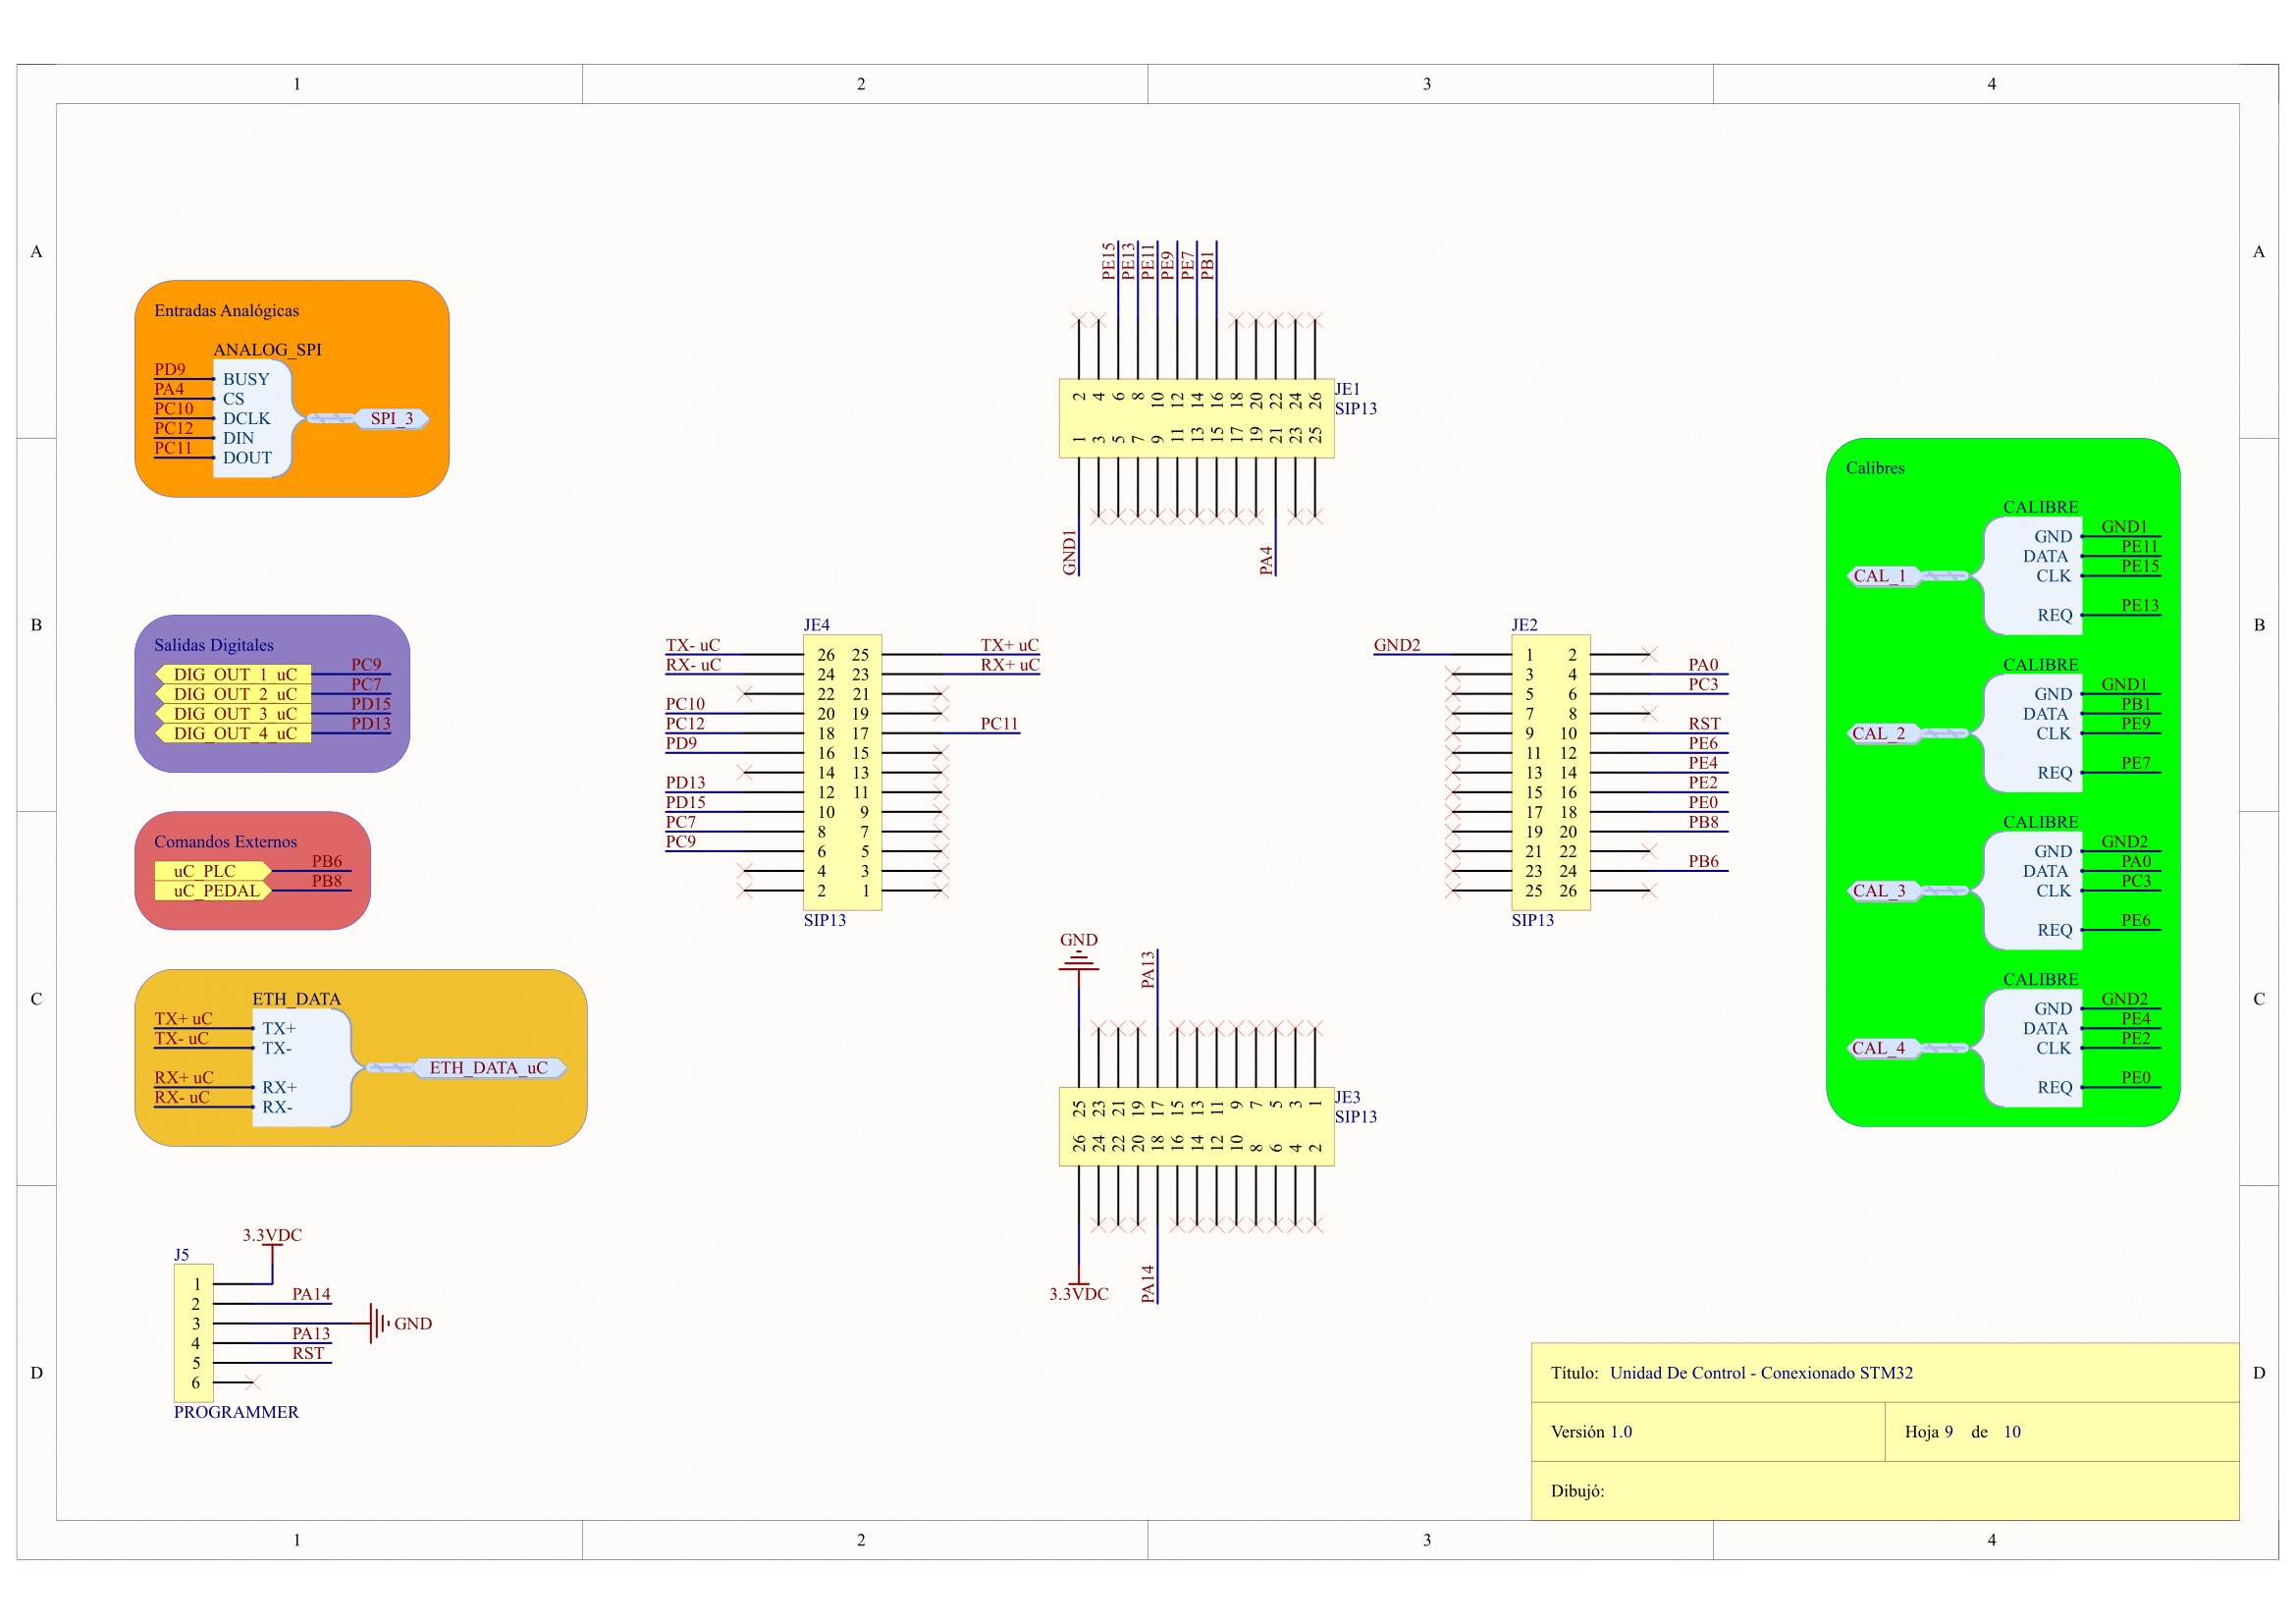 1 2 3 4
A A
B B
C C
D D
Entradas Analógicas
ANALOG_SPI
PD9 BUSY
PA4 CS
PC10 DCLK
PC12 DIN
PC11 DOUT
SPI_3
Salidas Digitales
DIG_OUT_1_uC PC9
DIG_OUT_2_uC PC7
DIG_OUT_3_uC PD15
DIG_OUT_4_uC PD13
Comandos Externos
uC_PLC PB6
uC_PEDAL PB8
ETH_DATA
TX+ uC TX+
TX- uC TX-
RX+ uC RX+
RX- uC RX-
ETH_DATA_uC
3.3VDC
J5
1
2 PA14
3 GND
4 PA13
5 RST
6
PROGRAMMER
PE15 PE13 PE11 PE9 PE7 PB1
2 4 6 8 10 12 14 16 18 20 22 24 26
1 3 5 7 9 11 13 15 17 19 21 23 25
JE1
SIP13
GND1 PA4
JE4
TX- uC 26 25 TX+ uC
RX- uC 24 23 RX+ uC
22 21
PC10 20 19
PC12 18 17 PC11
PD9 16 15
14 13
PD13 12 11
PD15 10 9
PC7 8 7
PC9 6 5
4 3
2 1
SIP13
JE2
GND2 1 2
3 4 PA0
5 6 PC3
7 8
9 10 RST
11 12 PE6
13 14 PE4
15 16 PE2
17 18 PE0
19 20 PB8
21 22
23 24 PB6
25 26
SIP13
GND PA13
25 23 21 19 17 15 13 11 9 7 5 3 1
26 24 22 20 18 16 14 12 10 8 6 4 2
JE3
SIP13
3.3VDC PA14
Calibres
CALIBRE
GND GND1
DATA PE11
CAL_1 CLK PE15
REQ PE13
CALIBRE
GND GND1
DATA PB1
CAL_2 CLK PE9
REQ PE7
CALIBRE
GND GND2
DATA PA0
CAL_3 CLK PC3
REQ PE6
CALIBRE
GND GND2
DATA PE4
CAL_4 CLK PE2
REQ PE0
Título: Unidad De Control - Conexionado STM32
Versión 1.0 Hoja 9 de 10
Dibujó:
1 2 3 4